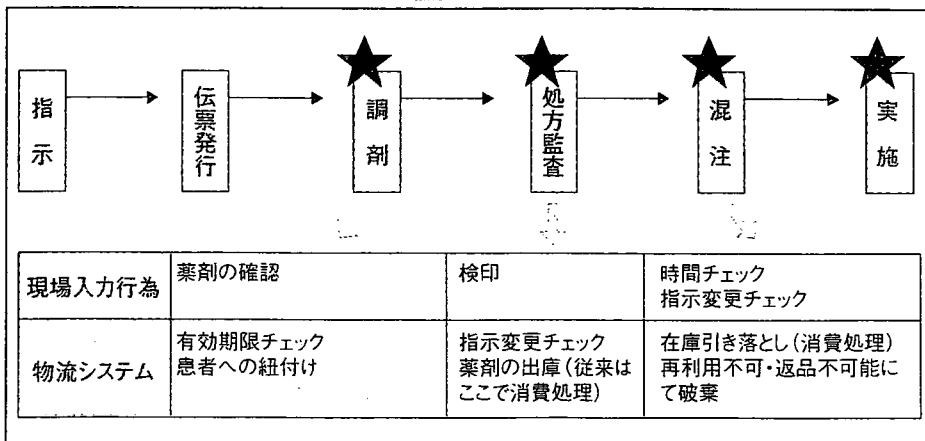 指示
伝票発行
調剤
処方監査
混注
実施
現場入力行為
薬剤の確認
検印
時間チェック
指示変更チェック
物流システム
有効期限チェック
患者への紐付け
指示変更チェック
薬剤の出庫(従来は
ここで消費処理)
在庫引き落とし(消費処理)
再利用不可・返品不可能に
て破棄